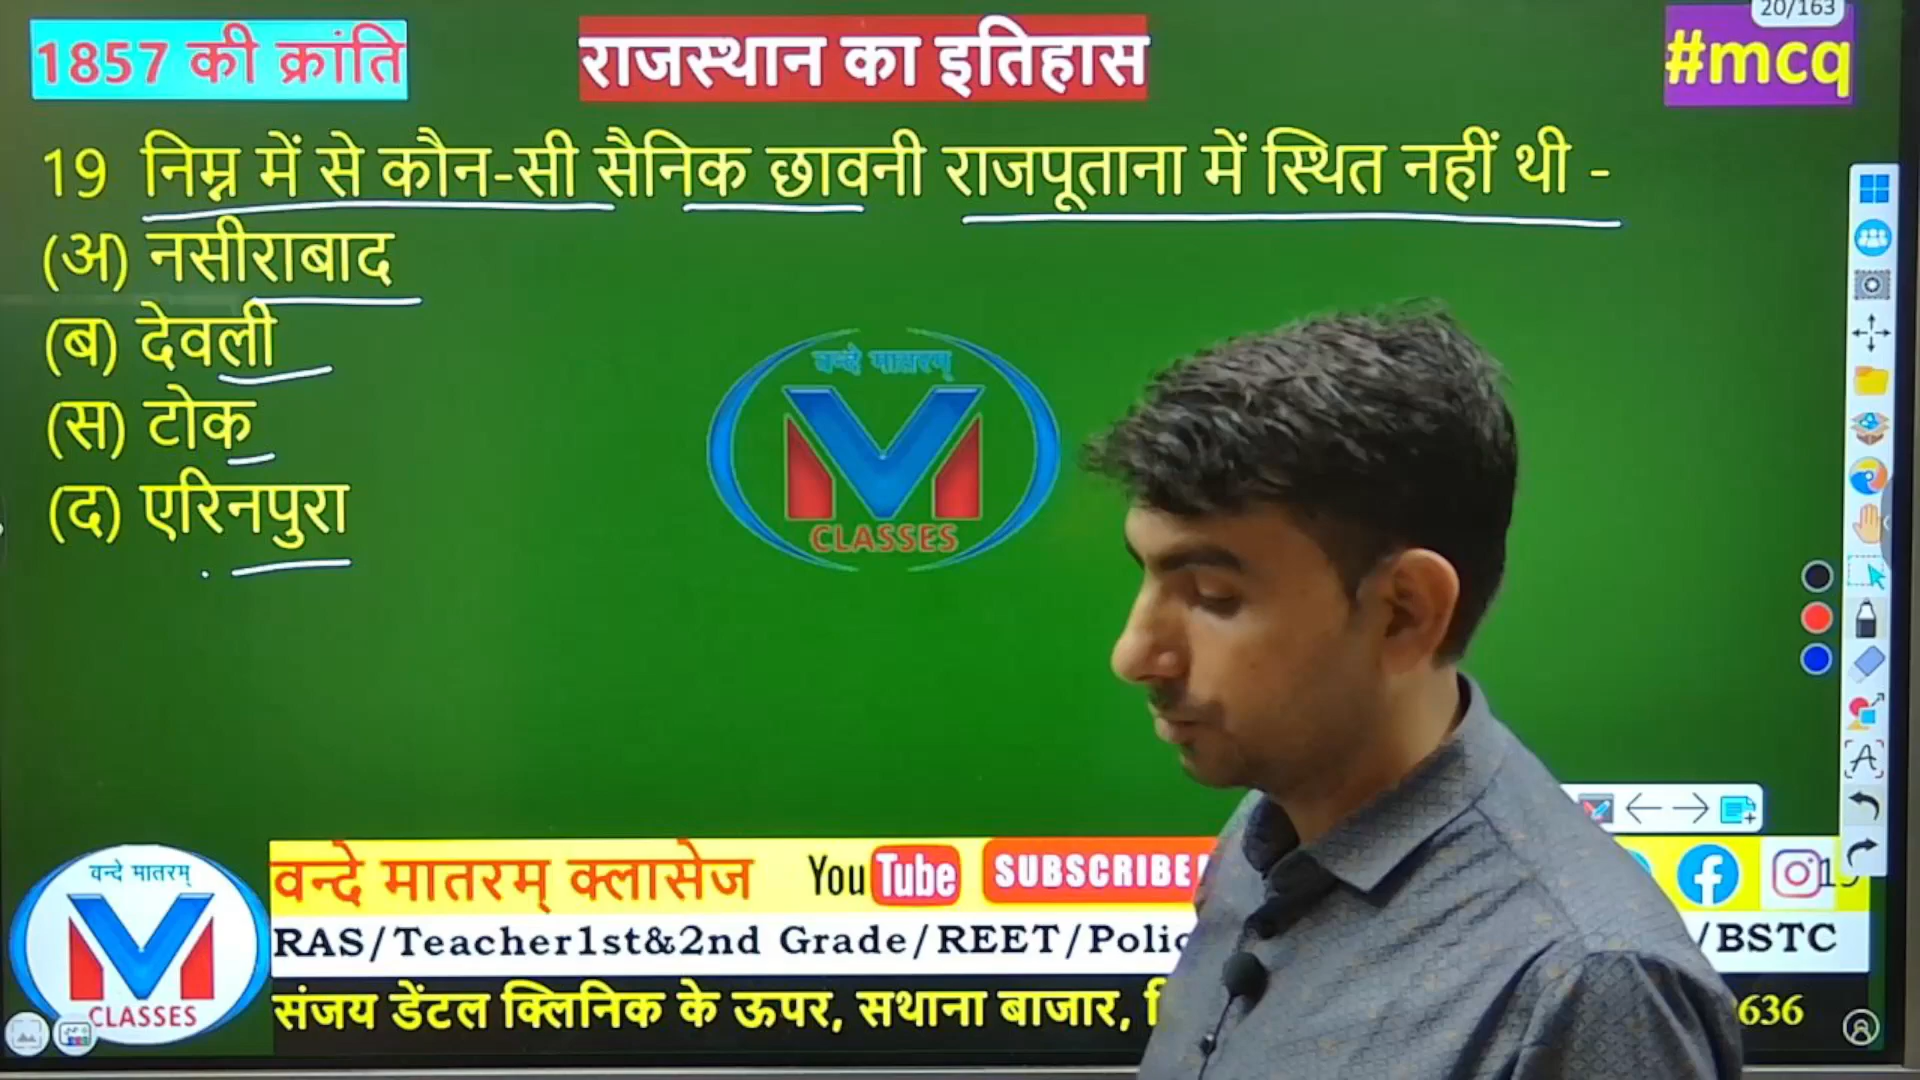 20/163
1857 की क्रांति
राजस्थान का इतिहास
#mcq
19 निम्न में से कौन-सी सैनिक छावनी राजपूताना में स्थित नहीं थी -
(अ) नसीराबाद
(ब) देवली
(स) टोक
(द) एरिनपुरा
वन्दे मातरम्
CLASSES
वन्दे मातरम्
CLASSES
वन्दे मातरम् क्लासेज YouTube SUBSCRIBE
RAS/Teacher1st&2nd Grade/REET/Polic /BSTC
संजय डेंटल क्लिनिक के ऊपर, सथाना बाजार, 636